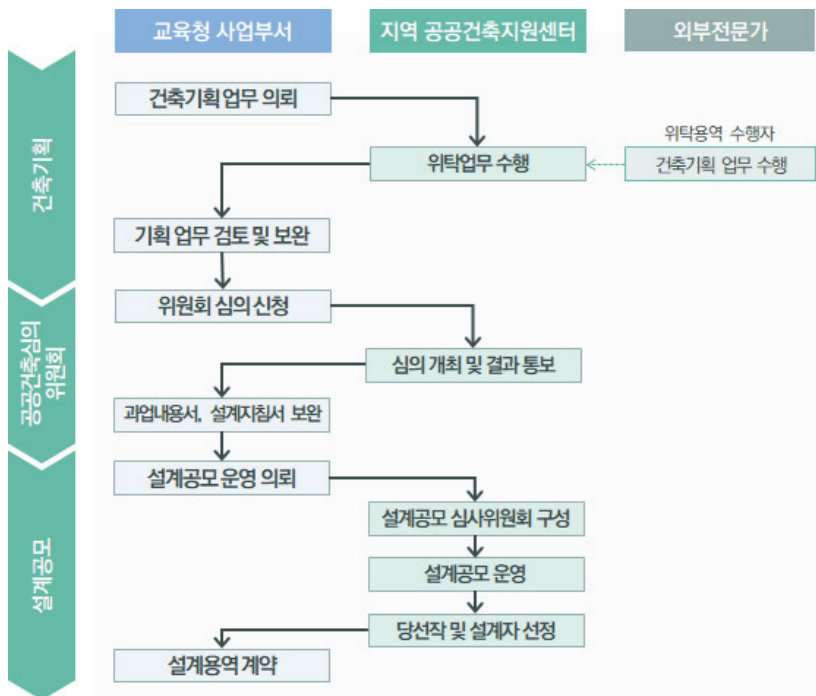 교육청 사업부서
지역 공공건축지원센터
외부전문가
건축기획
건축기획 업무 의뢰
위탁용역 수행자
위탁업무 수행
건축기획 업무 수행
기획 업무 검토 및 보완
공공건축심의
위원회
위원회 심의 신청
심의 개최 및 결과 통보
과업내용서, 설계지침서 보완
설계공모
설계공모 운영 의뢰
설계공모 심사위원회 구성
설계공모 운영
당선작 및 설계자 선정
설계용역 계약